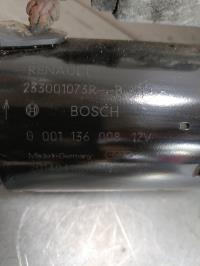 RENAULT
233001073R
BOSCH
0 001 136 008 12V
Made in Germany